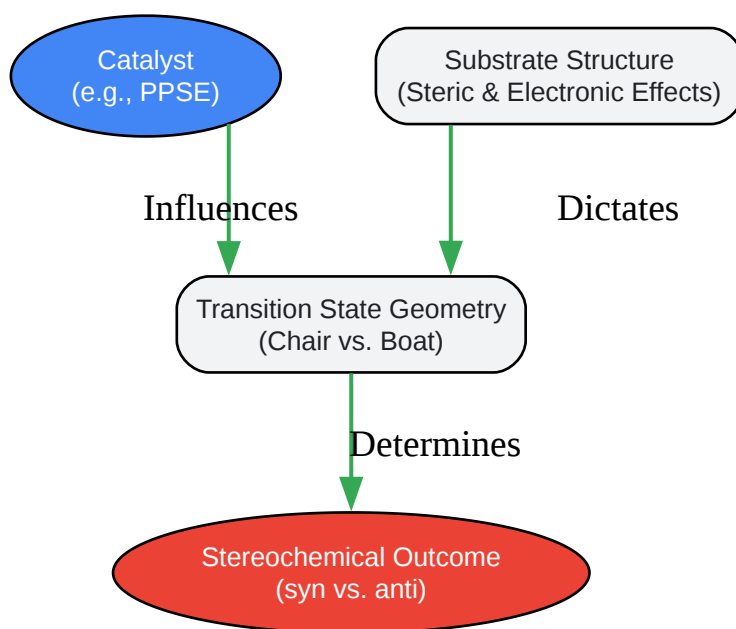 Catalyst
(e.g., PPSE)
Substrate Structure
(Steric & Electronic Effects)
Influences
Dictates
Transition State Geometry
(Chair vs. Boat)
Determines
Stereochemical Outcome
(syn vs. anti)